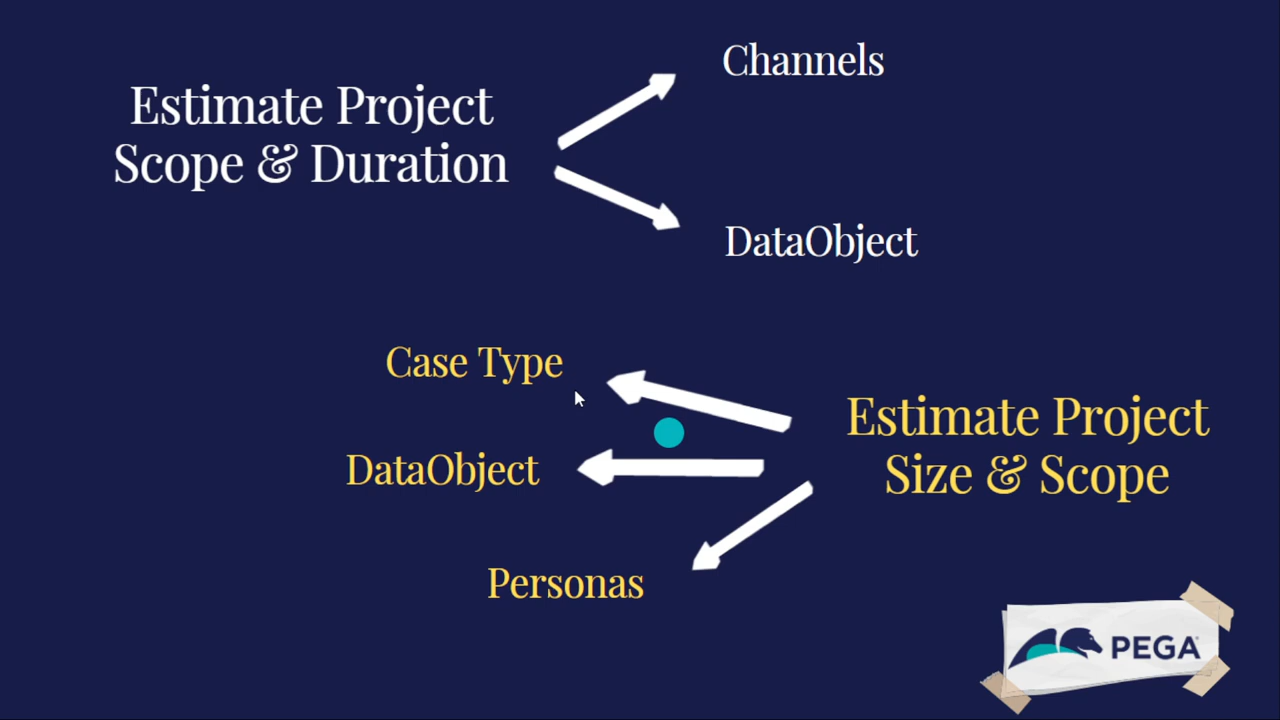 Channels
Estimate Project
Scope & Duration
DataObject
Case Type
Estimate Project
Size & Scope
DataObject
Personas
PEGA